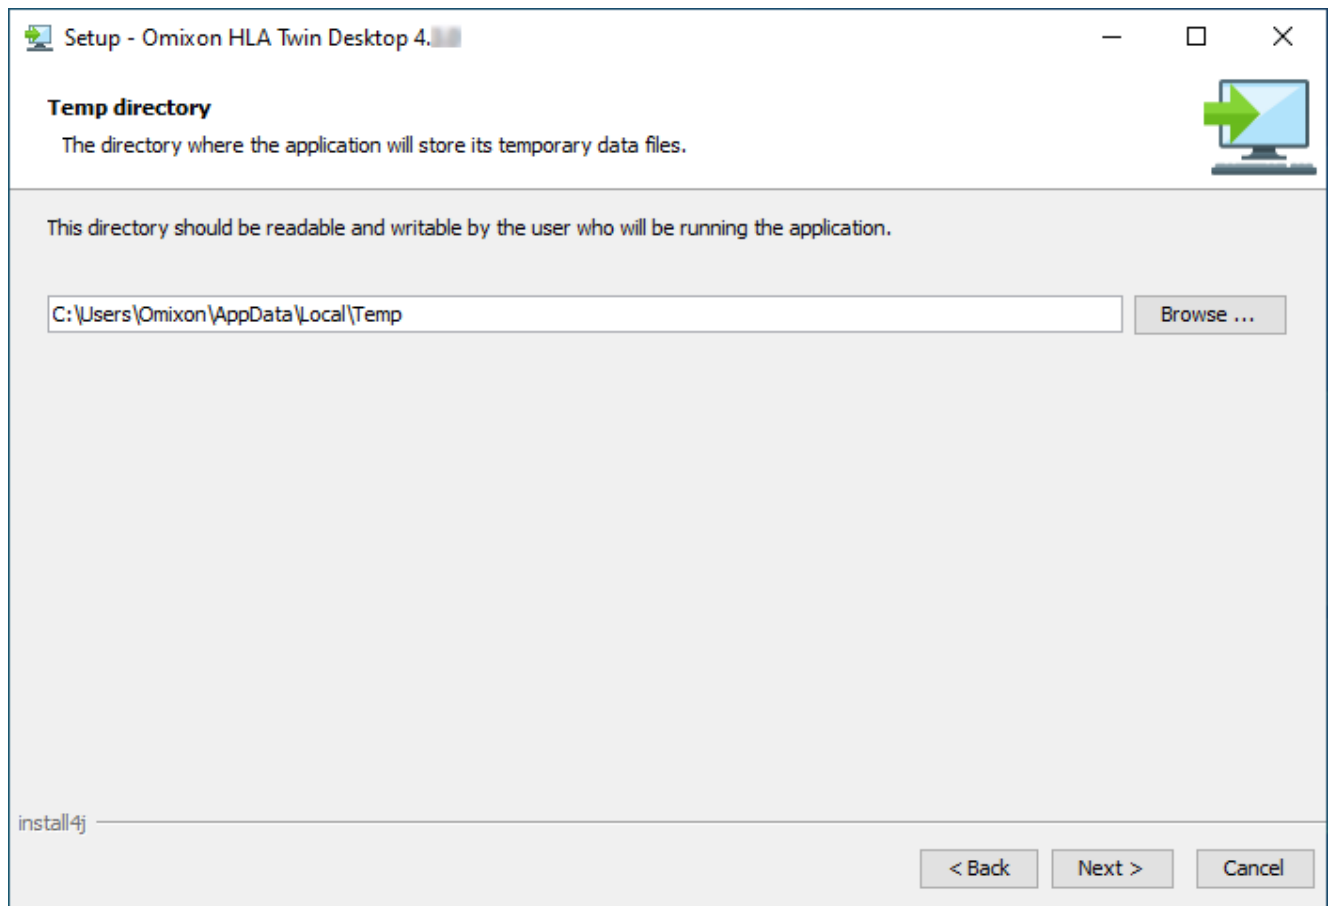 Setup - Omixon HLA Twin Desktop 4.
Temp directory
The directory where the application will store its temporary data files.
This directory should be readable and writable by the user who will be running the application.
C:\Users\Omixon\AppData\Local\Temp
Browse ...
install4j
< Back
Next >
Cancel